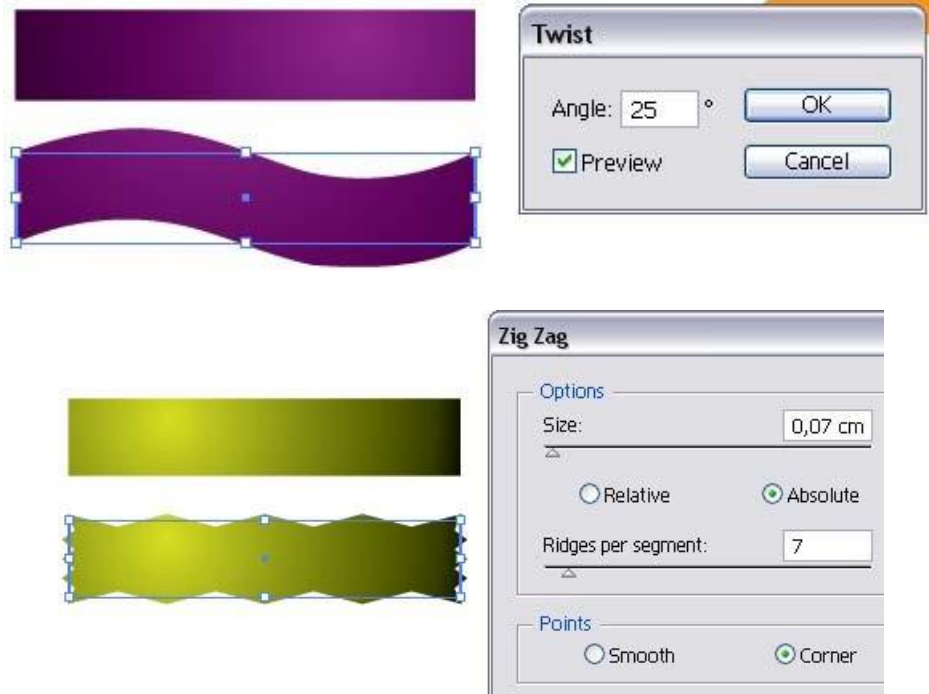 Twist
Angle: 25 ° OK
Preview Cancel
Zig Zag
Options
Size: 0,07 cm
Relative Absolute
Ridges per segment: 7
Points
Smooth Corner